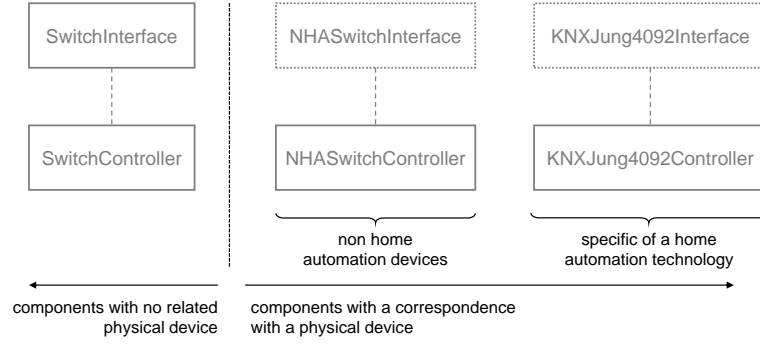 SwitchInterface
NHASwitchInterface
KNXJung4092Interface
SwitchController
NHASwitchController
KNXJung4092Controller
non home
automation devices
specific of a home
automation technology
components with no related
physical device
components with a correspondence
with a physical device